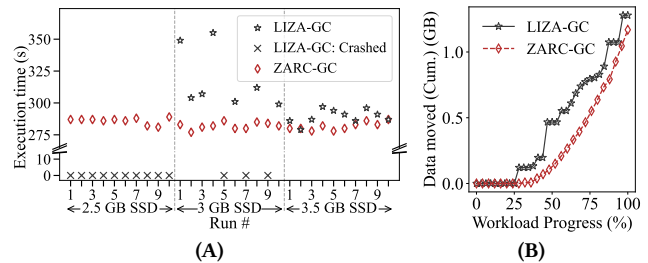 Execution time (s)
350
325
300
275
10
0
LIZA-GC
LIZA-GC: Crashed
ZARC-GC
1 3 5 7 9 1 3 5 7 9 1 3 5 7 9
2.5 GB SSD 3 GB SSD 3.5 GB SSD
Run #
(A)
Data moved (Cum.) (GB)
1.0
0.5
0.0
LIZA-GC
ZARC-GC
0 25 50 75 100
Workload Progress (%)
(B)